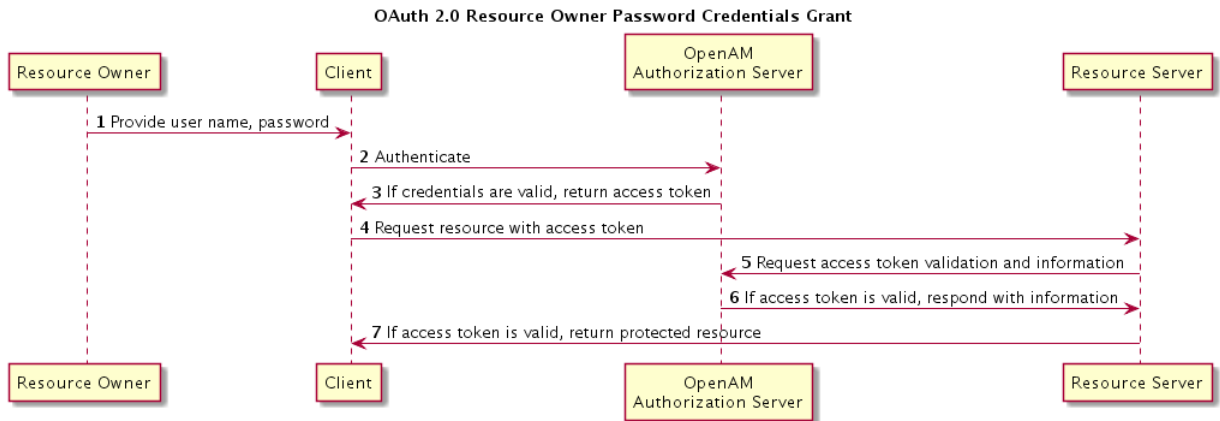 OAuth 2.0 Resource Owner Password Credentials Grant
Resource Owner
Client
OpenAM
Authorization Server
Resource Server
1 Provide user name, password
2 Authenticate
3 If credentials are valid, return access token
4 Request resource with access token
5 Request access token validation and information
6 If access token is valid, respond with information
7 If access token is valid, return protected resource
Resource Owner
Client
OpenAM
Authorization Server
Resource Server